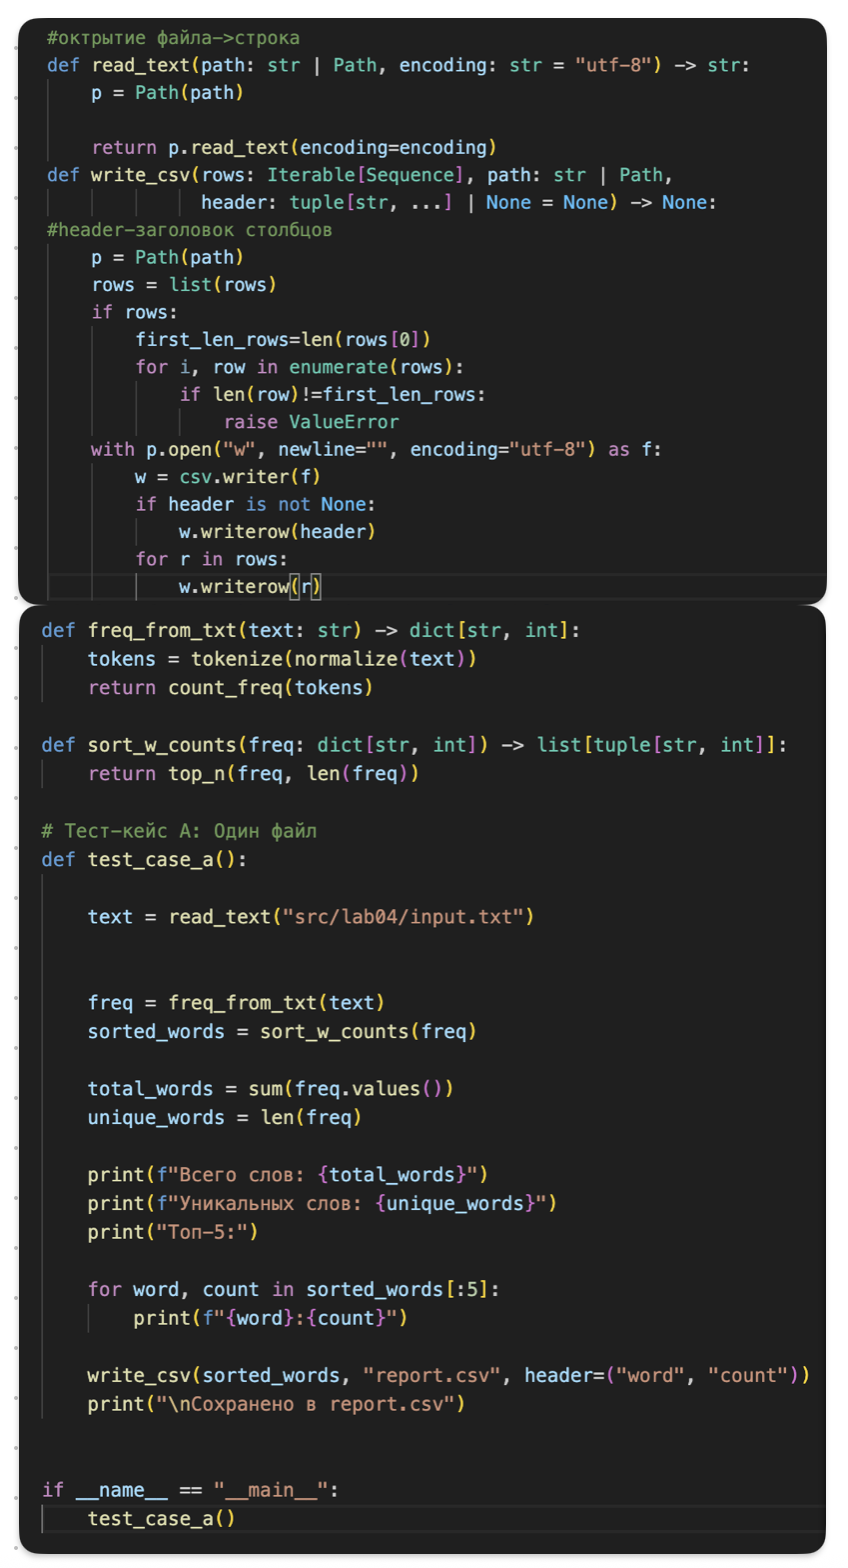 #октрытие файла->строка
def read_text(path: str | Path, encoding: str = "utf-8") -> str:
    p = Path(path)

    return p.read_text(encoding=encoding)
def write_csv(rows: Iterable[Sequence], path: str | Path,
              header: tuple[str, ...] | None = None) -> None:
#header-заголовок столбцов
    p = Path(path)
    rows = list(rows)
    if rows:
        first_len_rows=len(rows[0])
        for i, row in enumerate(rows):
            if len(row)!=first_len_rows:
                raise ValueError
    with p.open("w", newline="", encoding="utf-8") as f:
        w = csv.writer(f)
        if header is not None:
            w.writerow(header)
        for r in rows:
            w.writerow(r)
def freq_from_txt(text: str) -> dict[str, int]:
    tokens = tokenize(normalize(text))
    return count_freq(tokens)

def sort_w_counts(freq: dict[str, int]) -> list[tuple[str, int]]:
    return top_n(freq, len(freq))

# Тест-кейс A: Один файл
def test_case_a():

    text = read_text("src/lab04/input.txt")


    freq = freq_from_txt(text)
    sorted_words = sort_w_counts(freq)

    total_words = sum(freq.values())
    unique_words = len(freq)

    print(f"Всего слов: {total_words}")
    print(f"Уникальных слов: {unique_words}")
    print("Топ-5:")

    for word, count in sorted_words[:5]:
        print(f"{word}:{count}")

    write_csv(sorted_words, "report.csv", header=("word", "count"))
    print("\nСохранено в report.csv")


if __name__ == "__main__":
    test_case_a()